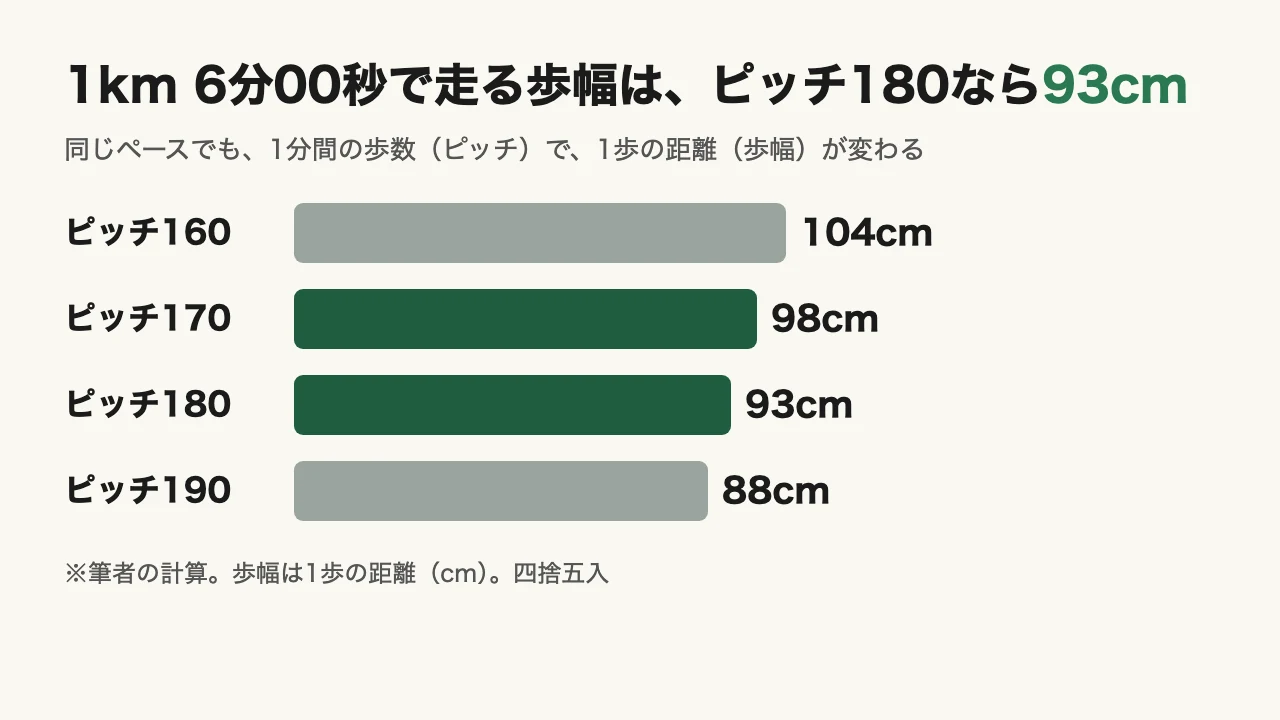 1km 6分00秒で走る歩幅は、ピッチ180なら93cm
同じペースでも、1分間の歩数（ピッチ）で、1歩の距離（歩幅）が変わる
ピッチ160 104cm
ピッチ170 98cm
ピッチ180 93cm
ピッチ190 88cm
※筆者の計算。歩幅は1歩の距離（cm）。四捨五入